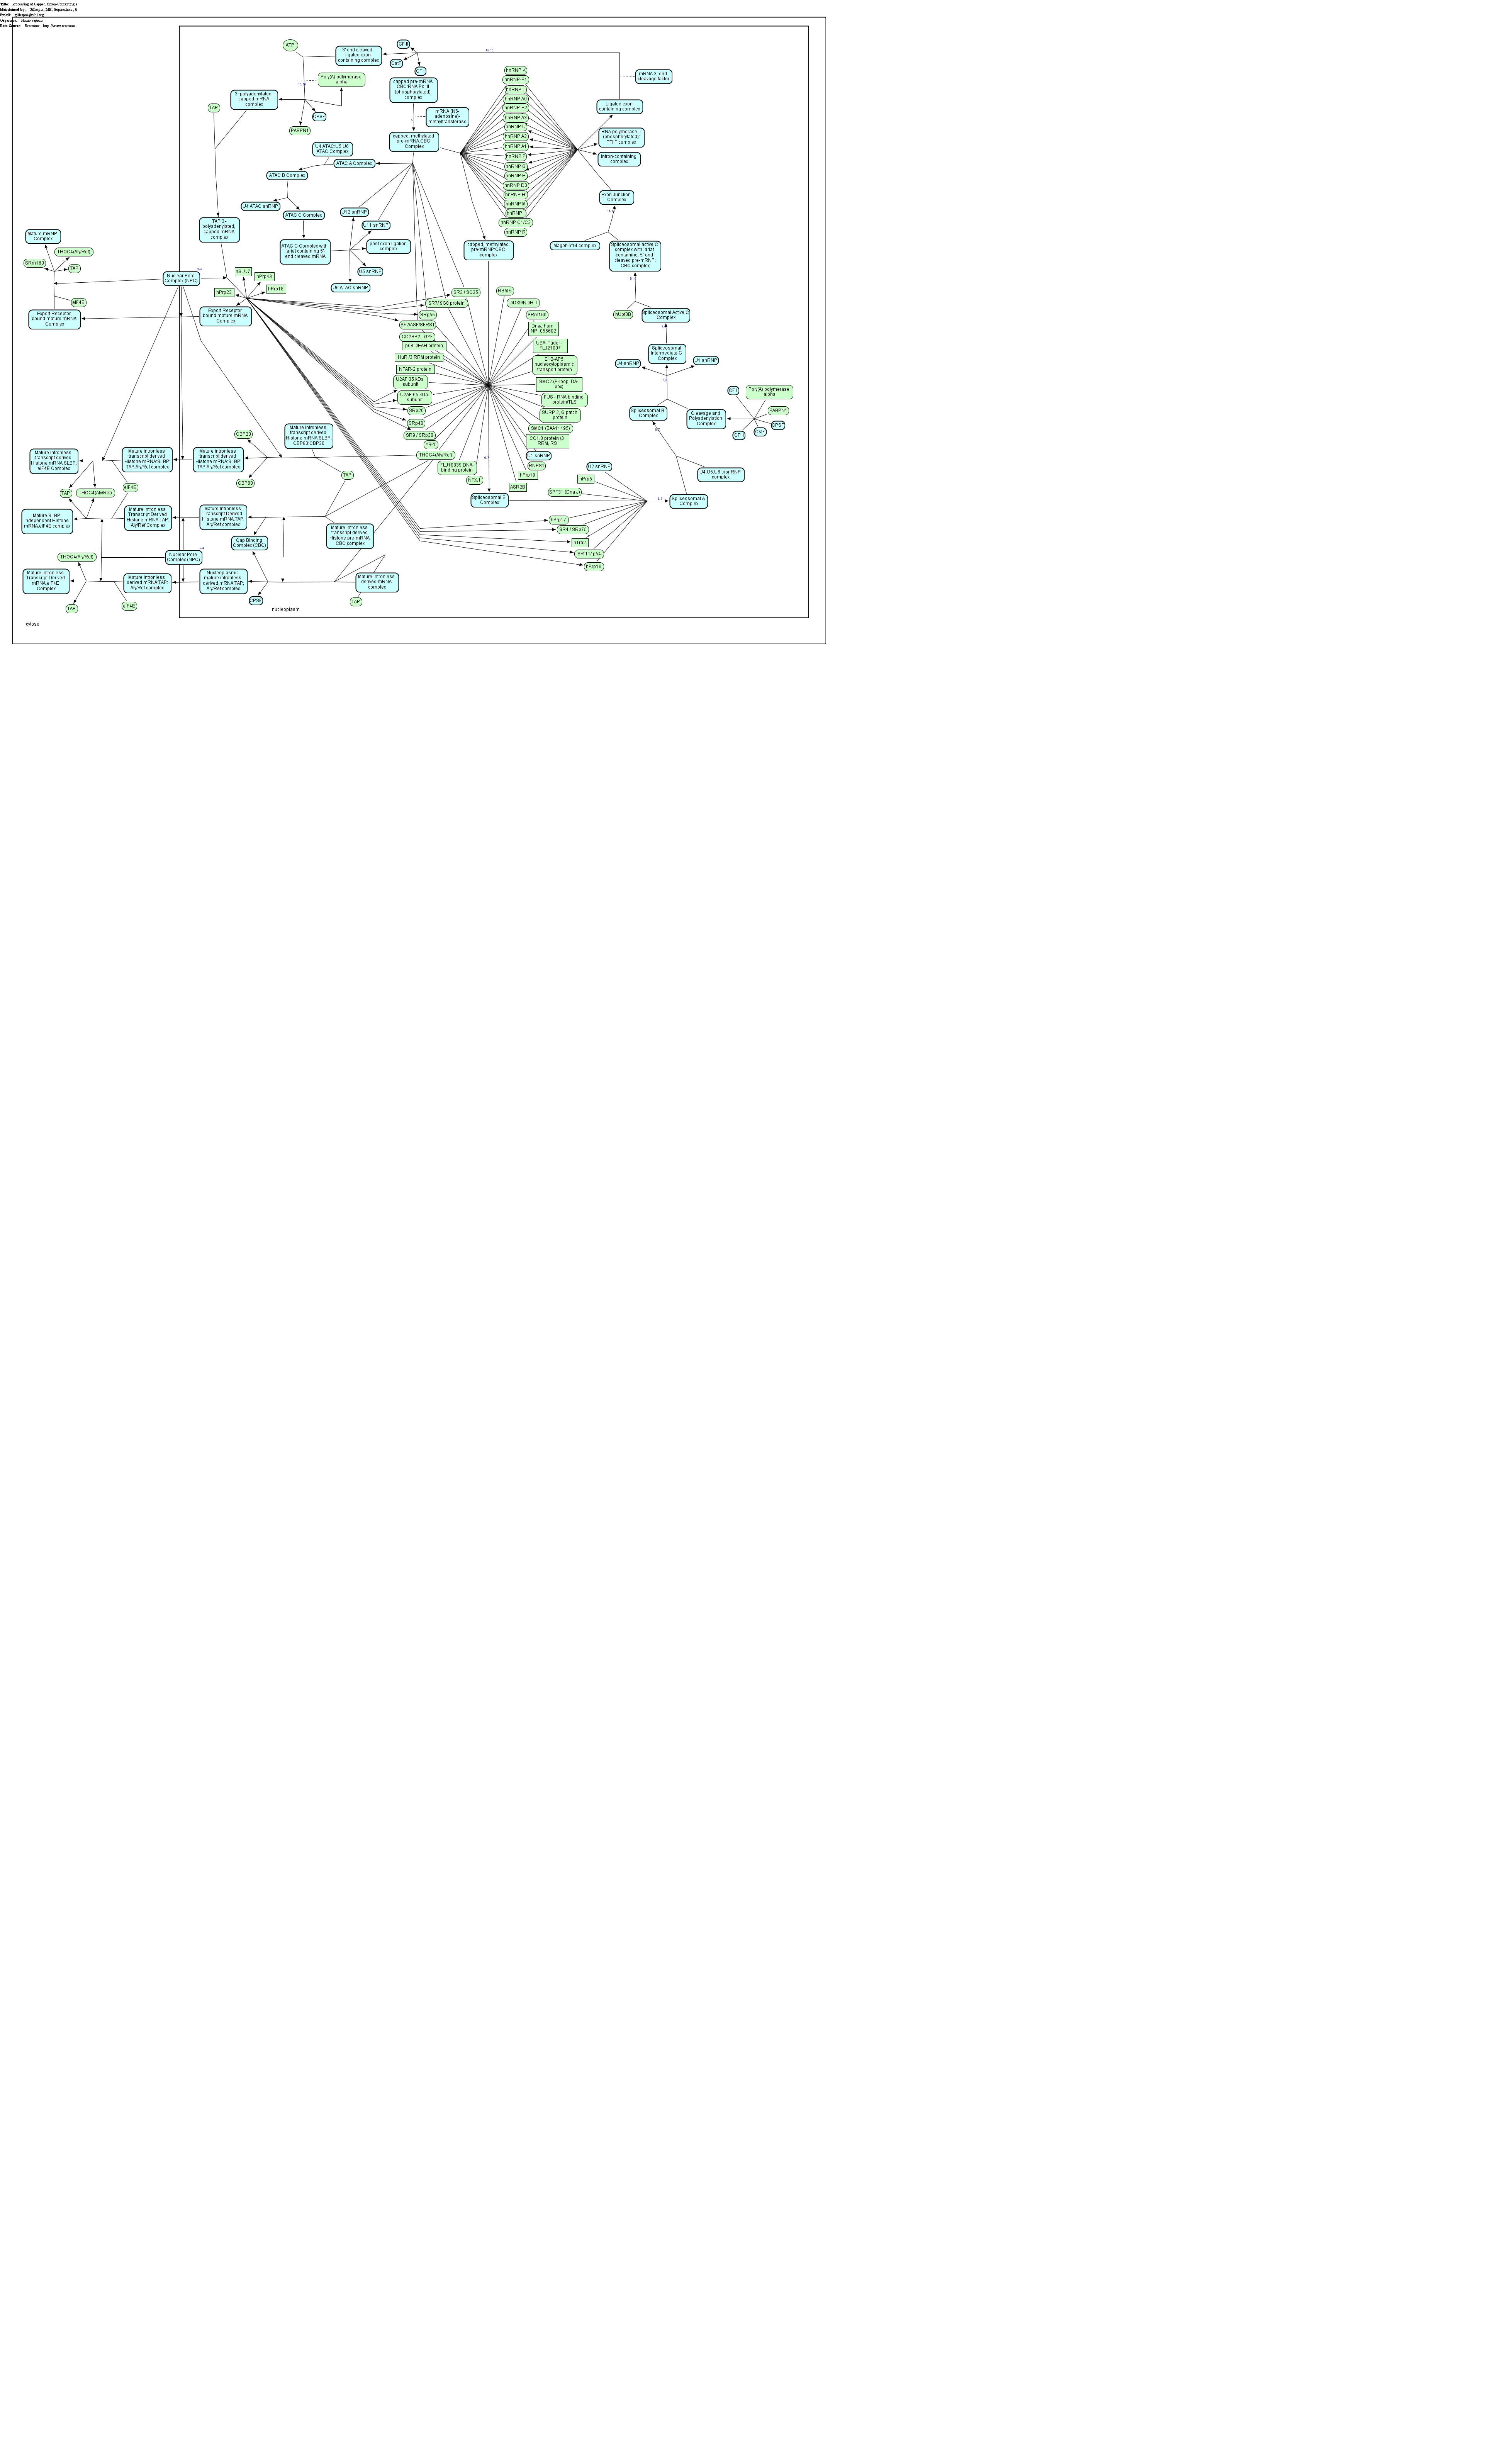 Title: Processing of Capped Intron-Containing P
Maintained by: Gillespie, ME, Gopinathrao, G
Email: gillespm@cshl.org
Organism: Homo sapiens
Data Source: Reactome - http://www.reactome.-
ATP
3' end cleaved,
ligated exon
containing complex
CF II
CstF
CF I
10, 16
mRNA 3'-end
cleavage factor
Poly(A) polymerase
alpha
capped pre-mRNA
CBC:RNA Pol II
(phosphorylated)
complex
3'-polyadenylated,
capped mRNA
complex
TAP
CPSF
PABPN1
mRNA (N6-
adenosine)-
methyltransferase
capped, methylated
pre-mRNA:CBC
Complex
hnRNP K
hnRNP-E1
hnRNP L
hnRNP A0
hnRNP-E2
hnRNP A3
hnRNP U
hnRNP A2
hnRNP A1
hnRNP F
hnRNP G
hnRNP H
hnRNP D0
hnRNP H'
hnRNP M
hnRNP I
hnRNP C1/C2
hnRNP R
Ligated exon
containing complex
RNA polymerase II
(phosphorylated):
TFIIF complex
intron-containing
complex
Exon Junction
Complex
U4 ATAC:U5:U6
ATAC Complex
ATAC A Complex
ATAC B Complex
U4 ATAC snRNP
ATAC C Complex
U12 snRNP
U11 snRNP
ATAC C Complex with
lariat containing 5'-
end cleaved mRNA
post exon ligation
complex
U5 snRNP
U6 ATAC snRNP
TAP:3'-
polyadenylated,
capped mRNA
complex
capped, methylated
pre-mRNP:CBC
complex
Magoh-Y14 complex
Spliceosomal active C
complex with lariat
containing, 5'-end
cleaved pre-mRNP:
CBC complex
hUpf3B
Spliceosomal Active C
Complex
Spliceosomal
Intermediate C
Complex
U4 snRNP
U1 snRNP
Spliceosomal B
Complex
Cleavage and
Polyadenylation
Complex
CF I
Poly(A) polymerase
alpha
PABPN1
CPSF
CstF
CF II
Mature mRNP
Complex
THOC4(Aly/Ref)
SRm160
TAP
eIF4E
Export Receptor
bound mature mRNA
Complex
Nuclear Pore
Complex (NPC)
hSLU7
hPrp43
hPrp18
hPrp22
Export Receptor
bound mature mRNA
Complex
SR2 / SC35
SR7/ 9G8 protein
SRp55
SF2/ASF/SFRS1
CD2BP2 - GYF
p68 DEAH protein
HuR /3 RRM protein
NFAR-2 protein
U2AF 35 kDa
subunit
U2AF 65 kDa
subunit
SRp20
SRp40
SR9 / SRp30
YB-1
THOC4(Aly/Ref)
FLJ10839 DNA-
binding protein
NFX.1
RBM 5
DDX9/NDH II
SRm160
DnaJ hom.
NP_055602
UBA, Tudor -
FLJ21007
E1B-AP5
nucleocytoplasmic
transport protein
SMC2 (P-loop, DA-
box)
FUS - RNA binding
protein/TLS
SURP 2, G patch
protein
SMC1 (BAA11495)
CC1.3 protein /3
RRM, RS
U1 snRNP
RNPS1
hPrp19
ASR2B
Spliceosomal E
Complex
U2 snRNP
hPrp5
SPF31 (Dna J)
U4:U5:U6 trisnRNP
complex
Spliceosomal A
Complex
hPrp17
SR4 / SRp75
hTra2
SR 11/ p54
hPrp16
CBP20
CBP80
Mature Intronless
transcript derived
Histone mRNA:SLBP:
CBP80:CBP20
TAP
Mature intronless
transcript derived
Histone mRNA:SLBP:
eIF4E Complex
Mature Intronless
transcript derived
Histone mRNA:SLBP:
TAP:Aly/Ref complex
Mature Intronless
transcript derived
Histone mRNA:SLBP:
TAP:Aly/Ref complex
TAP
THOC4(Aly/Ref)
eIF4E
Mature SLBP
independent Histone
mRNA:eIF4E complex
Mature Intronless
Transcript Derived
Histone mRNA:TAP:
Aly/Ref Complex
Mature Intronless
Transcript Derived
Histone mRNA:TAP:
Aly/Ref complex
Cap Binding
Complex (CBC)
Mature intronless
transcript derived
Histone pre-mRNA:
CBC complex
Nuclear Pore
Complex (NPC)
THOC4(Aly/Ref)
Mature Intronless
Transcript Derived
mRNA:eIF4E
Complex
Mature intronless
derived mRNA:TAP:
Aly/Ref complex
Nucleoplasmic
mature intronless
derived mRNA:TAP:
Aly/Ref complex
Mature intronless
derived mRNA
complex
TAP
eIF4E
CPSF
TAP
nucleoplasm
cytosol